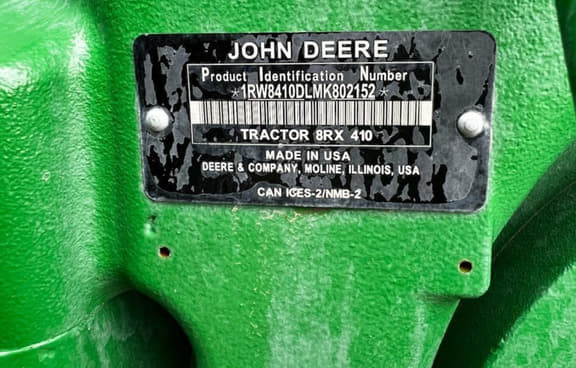 JOHN DEERE
Product Identification Number
*1RW8410DLMK802152*
TRACTOR 8RX 410
MADE IN USA
DEERE & COMPANY, MOLINE, ILLINOIS, USA
CAN ICES-2/NMB-2